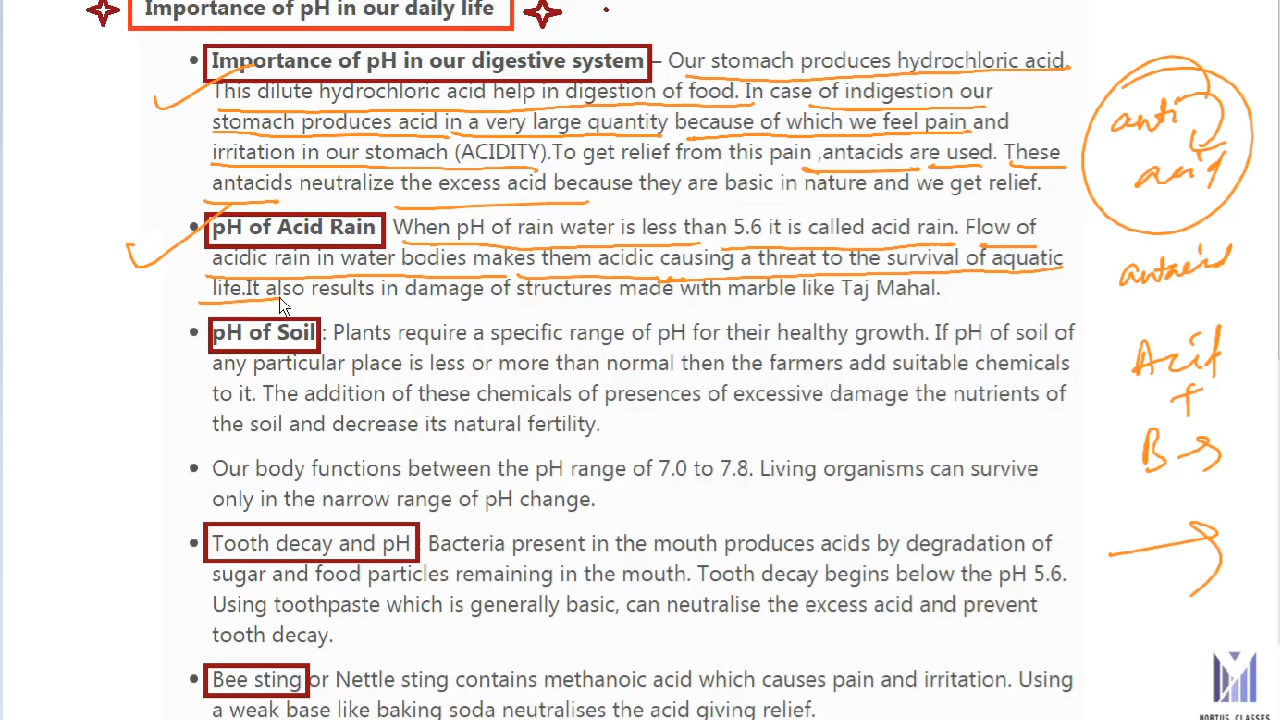 Importance of pH in our daily life
Importance of pH in our digestive system – Our stomach produces hydrochloric acid.
This dilute hydrochloric acid help in digestion of food. In case of indigestion our
stomach produces acid in a very large quantity because of which we feel pain and
irritation in our stomach (ACIDITY).To get relief from this pain ,antacids are used. These
antacids neutralize the excess acid because they are basic in nature and we get relief.
pH of Acid Rain When pH of rain water is less than 5.6 it is called acid rain. Flow of
acidic rain in water bodies makes them acidic causing a threat to the survival of aquatic
life.It also results in damage of structures made with marble like Taj Mahal.
pH of Soil : Plants require a specific range of pH for their healthy growth. If pH of soil of
any particular place is less or more than normal then the farmers add suitable chemicals
to it. The addition of these chemicals of presences of excessive damage the nutrients of
the soil and decrease its natural fertility.
Our body functions between the pH range of 7.0 to 7.8. Living organisms can survive
only in the narrow range of pH change.
Tooth decay and pH : Bacteria present in the mouth produces acids by degradation of
sugar and food particles remaining in the mouth. Tooth decay begins below the pH 5.6.
Using toothpaste which is generally basic, can neutralise the excess acid and prevent
tooth decay.
Bee sting or Nettle sting contains methanoic acid which causes pain and irritation. Using
a weak base like baking soda neutralises the acid giving relief.
anti
acid
antacid
Acid
+
B